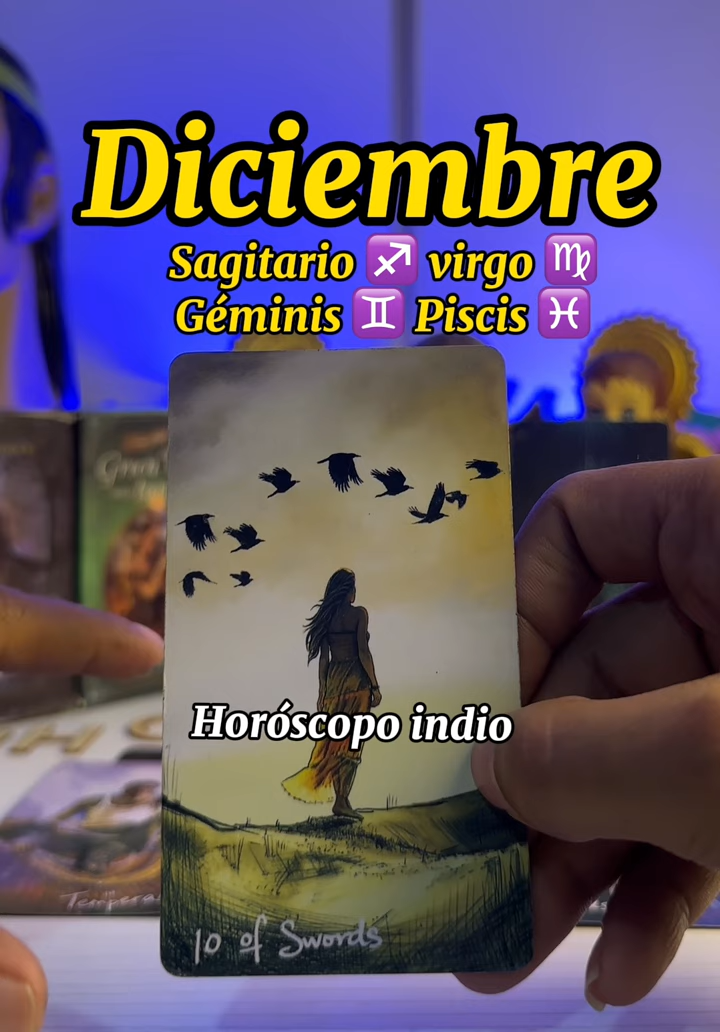 Diciembre
Sagitario ♐ virgo ♍
Géminis ♊ Piscis ♓
Horóscopo indio
10 of Swords